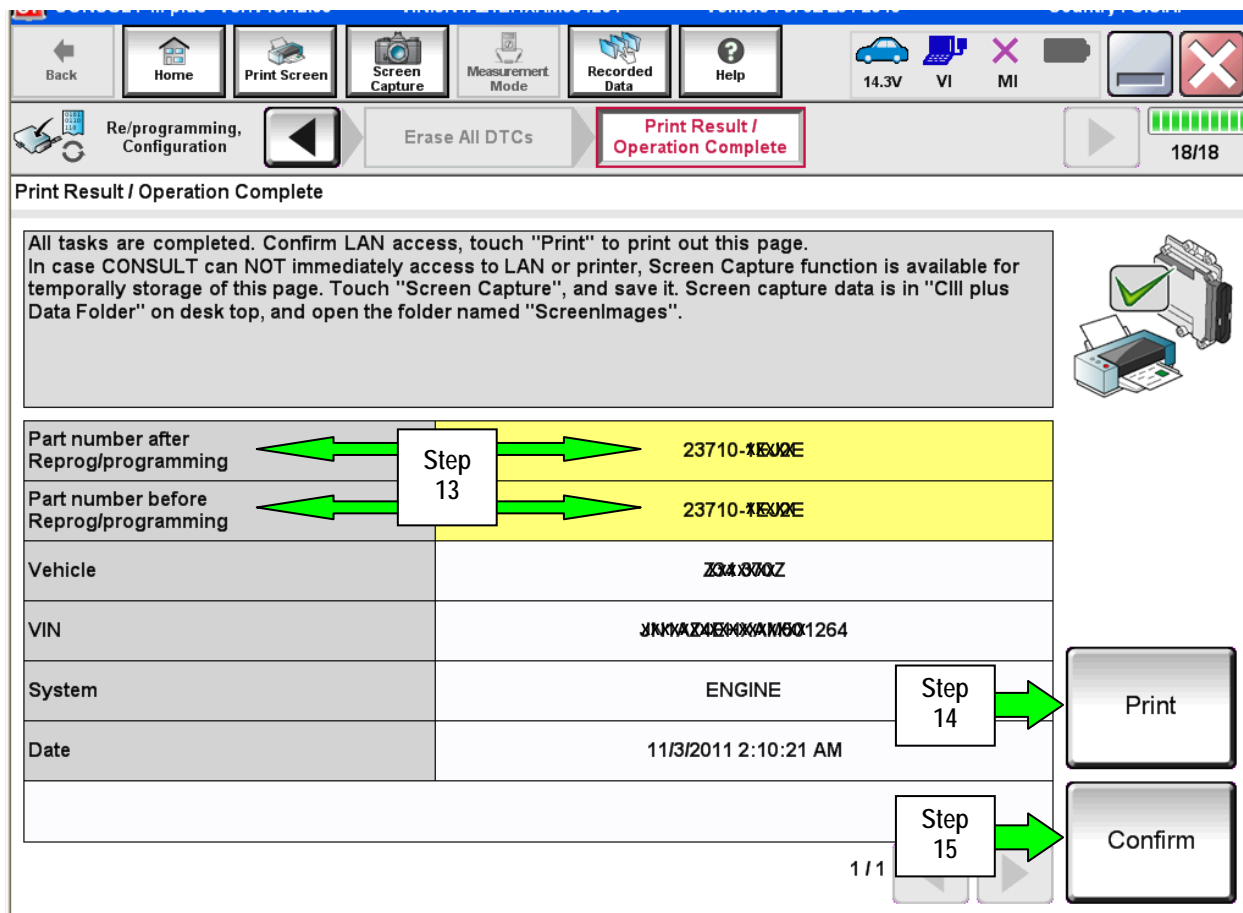 Back
Home
Print Screen
Screen
Capture
Measurement
Mode
Recorded
Data
Help
14.3V
VI
MI
Re/programming,
Configuration
Erase All DTCs
Print Result /
Operation Complete
18/18
Print Result / Operation Complete
All tasks are completed. Confirm LAN access, touch "Print" to print out this page.
In case CONSULT can NOT immediately access to LAN or printer, Screen Capture function is available for
temporally storage of this page. Touch "Screen Capture", and save it. Screen capture data is in "CIII plus
Data Folder" on desk top, and open the folder named "ScreenImages".
Part number after
Reprog/programming
Step
13
23710-
Part number before
Reprog/programming
23710-
Vehicle
VIN
1264
System
ENGINE
Step
14
Print
Date
11/3/2011 2:10:21 AM
Step
15
Confirm
1/1